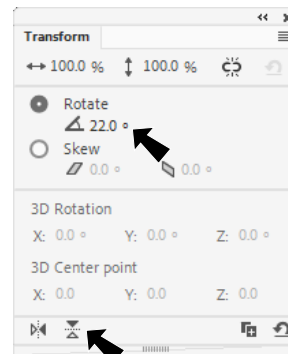 Transform
100.0 % 100.0 %
Rotate
22.0 °
Skew
0.0 ° 0.0 °
3D Rotation
X: 0.0 ° Y: 0.0 ° Z: 0.0 °
3D Center point
X: 0.0 Y: 0.0 Z: 0.0